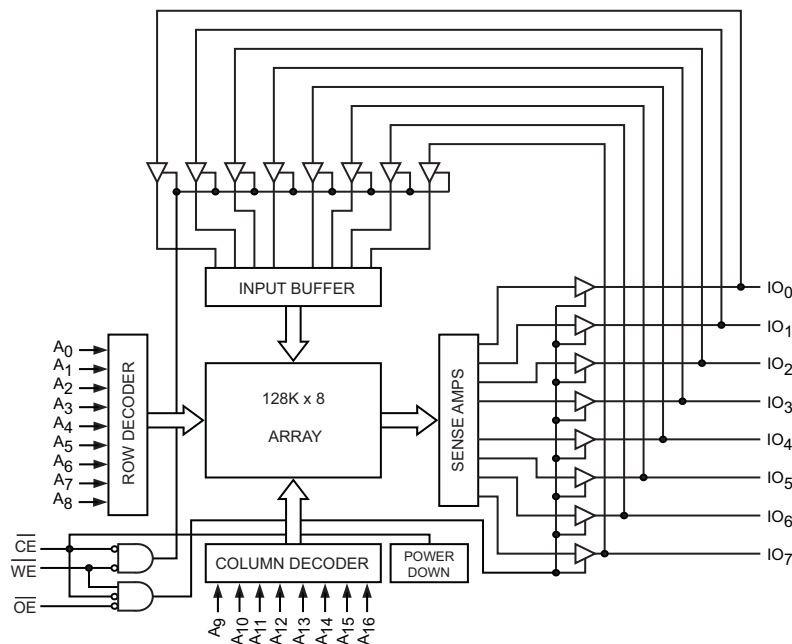 INPUT BUFFER
IO0
IO1
IO2
IO3
IO4
IO5
IO6
IO7
A0
A1
A2
A3
A4
A5
A6
A7
A8
ROW DECODER
128K x 8
ARRAY
SENSE AMPS
CE
WE
OE
COLUMN DECODER
POWER
DOWN
A9
A10
A11
A12
A13
A14
A15
A16